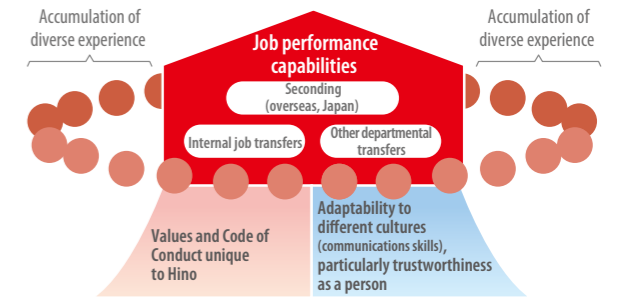 Accumulation of
diverse experience
Accumulation of
diverse experience
Job performance
capabilities
Seconding
(overseas, Japan)
Internal job transfers
Other departmental
transfers
Values and Code of
Conduct unique
to Hino
Adaptability to
different cultures
(communications skills),
particularly trustworthiness
as a person